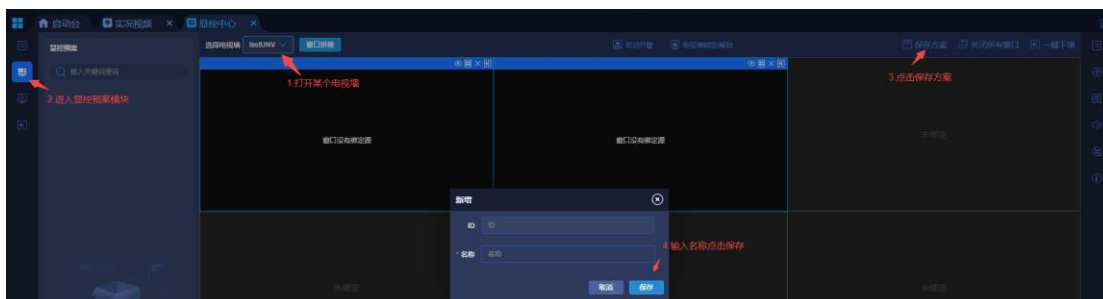 启动台 实况视频 × 显控中心 ×
显控预案 选择电视墙 testUNV 窗口拼接 自动开窗 电视墙锁定/解锁 保存方案 关闭所有窗口 一键下墙
输入关键词查询
1.打开某个电视墙
3.点击保存方案
2.进入显控预案模块
窗口没有绑定源 窗口没有绑定源 未绑定
新增
ID ID
4.输入名称点击保存
* 名称 名称
取消 保存
未绑定 未绑定